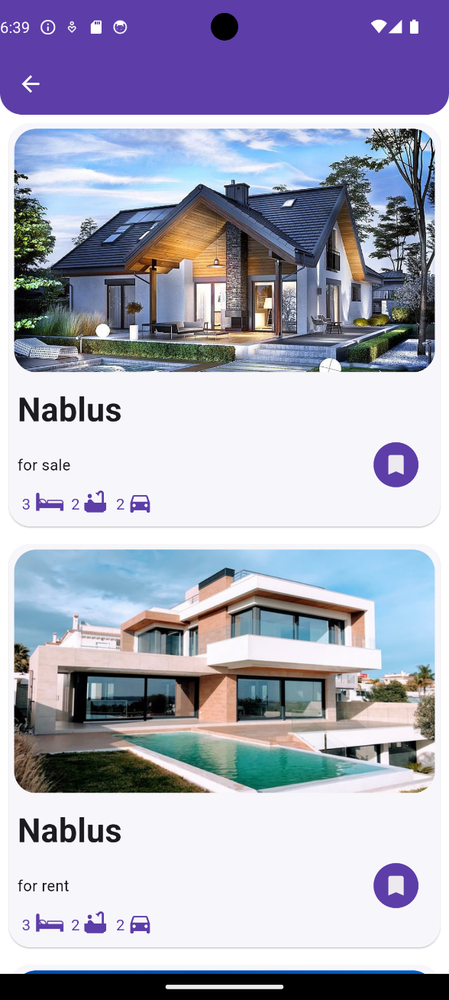 6:39
Nablus
for sale
3 2 2
Nablus
for rent
3 2 2